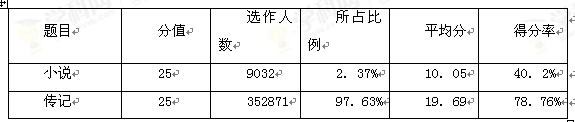 题目 分值 选作人数 所占比例 平均分 得分率
小说 25 9032 2.37% 10.05 40.2%
传记 25 352871 97.63% 19.69 78.76%